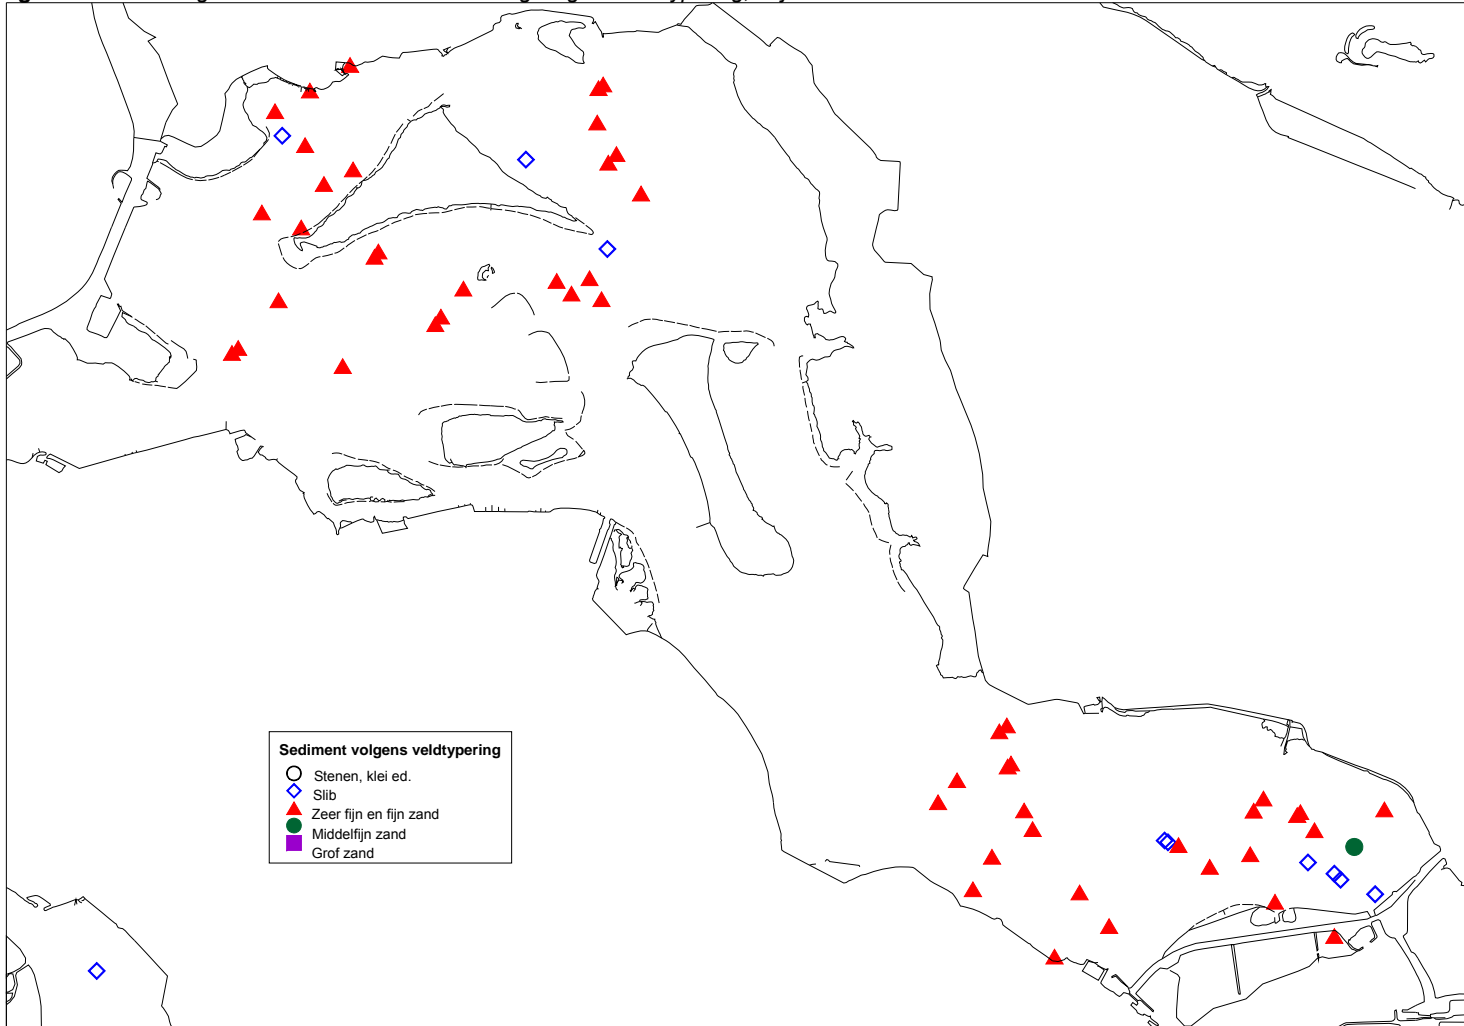 Sediment volgens veldtypering
Stenen, klei ed.
Slib
Zeer fijn en fijn zand
Middelfijn zand
Grof zand